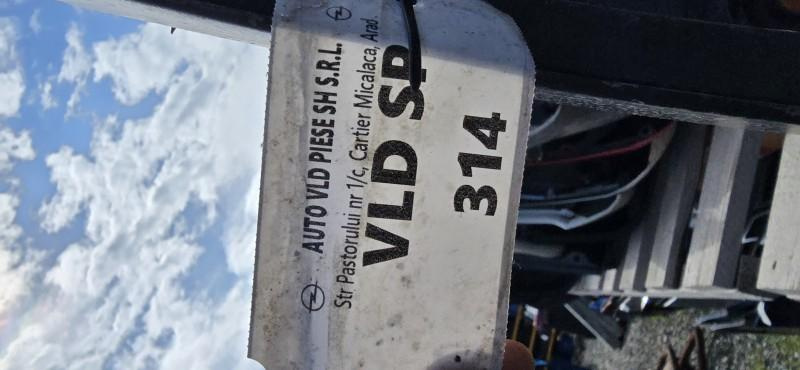 AUTO VLD PIESE SH S.R.L.
Str Pastorului nr 1/c, Cartier Micalaca, Arad.
VLD SP
314